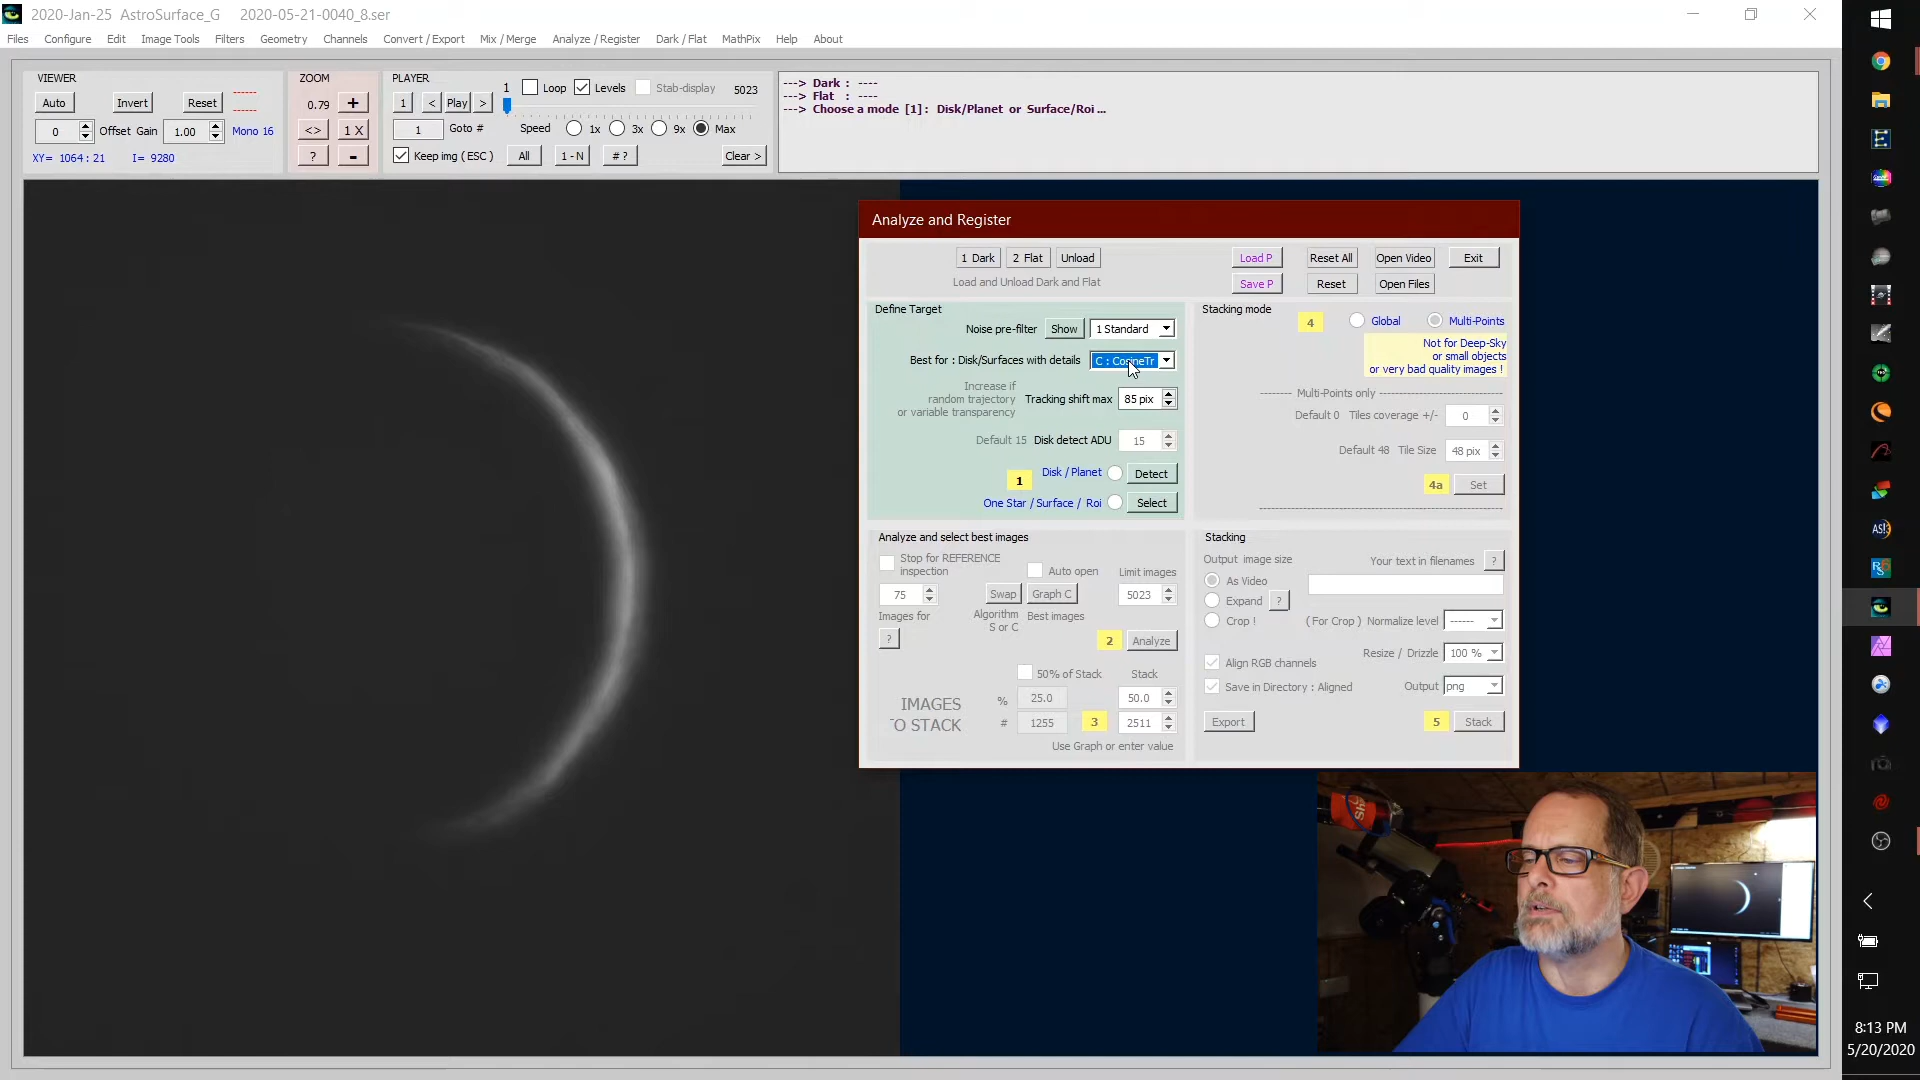 2020-Jan-25 AstroSurface_G 2020-05-21-0040_8.ser
Files Configure Edit Image Tools Filters Geometry Channels Convert / Export Mix / Merge Analyze / Register Dark / Flat MathPix Help About
VIEWER
Auto Invert Reset ------
------
0 Offset Gain 1.00 Mono 16
XY= 1064 : 21 I= 9280
ZOOM
0.79 +
<> 1 X
? -
PLAYER
1 Loop Levels Stab-display 5023
1 < Play >
1 Goto # Speed 1x 3x 9x Max
Keep img ( ESC ) All 1 - N # ? Clear >
---> Dark : ----
---> Flat : ----
---> Choose a mode [1] : Disk/Planet or Surface/Roi ...
Analyze and Register
1 Dark 2 Flat Unload
Load and Unload Dark and Flat
Load P Reset All Open Video Exit
Save P Reset Open Files
Define Target
Noise pre-filter Show 1 Standard
Best for : Disk/Surfaces with details C : CosineTr
Increase if
random trajectory
or variable transparency
Tracking shift max 85 pix
Default 15 Disk detect ADU 15
1 Disk / Planet Detect
One Star / Surface / Roi Select
Stacking mode
4 Global Multi-Points
Not for Deep-Sky
or small objects
or very bad quality images !
-------- Multi-Points only --------------------------------
Default 0 Tiles coverage +/- 0
Default 48 Tile Size 48 pix
4a Set
Analyze and select best images
Stop for REFERENCE
inspection
Auto open Limit images
75 Swap Graph C 5023
Images for Algorithm
S or C
Best images
?
2 Analyze
50% of Stack Stack
IMAGES
TO STACK
% 25.0 50.0
# 1255 3 2511
Use Graph or enter value
Stacking
Output image size Your text in filenames ?
As Video
Expand ?
Crop ! ( For Crop ) Normalize level ------
Resize / Drizzle 100 %
Align RGB channels
Save in Directory : Aligned Output png
Export 5 Stack
AS!3
8:13 PM
5/20/2020